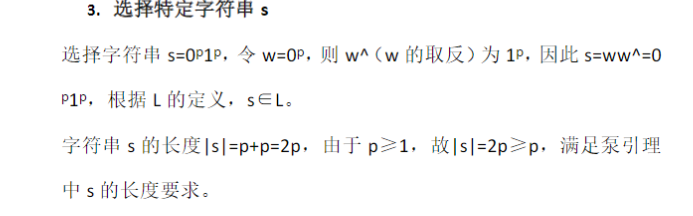 3. 选择特定字符串 s
选择字符串 s=0ᵖ1ᵖ，令 w=0ᵖ，则 w^（w 的取反）为 1ᵖ，因此 s=ww^=0
ᵖ1ᵖ，根据 L 的定义，s∈L。
字符串 s 的长度|s|=p+p=2p，由于 p≥1，故|s|=2p≥p，满足泵引理
中 s 的长度要求。